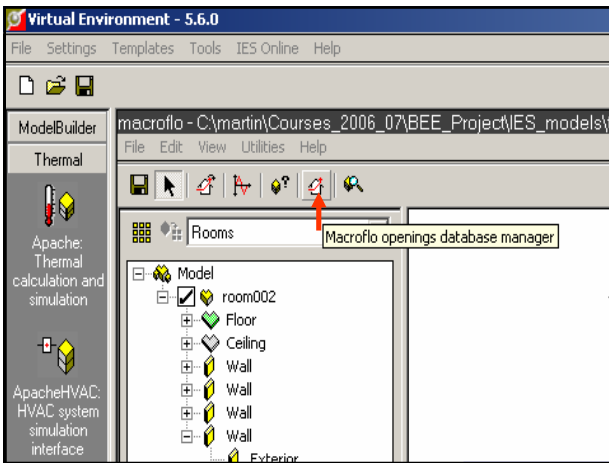 Virtual Environment - 5.6.0
File Settings Templates Tools IES Online Help
ModelBuilder
Thermal
Apache:
Thermal
calculation and
simulation
ApacheHVAC:
HVAC system
simulation
interface
macroflo - C:\martin\Courses_2006_07\BEE_Project\IES_models\
File Edit View Utilities Help
Rooms
Macroflo openings database manager
Model
room002
Floor
Ceiling
Wall
Wall
Wall
Wall
Exterior